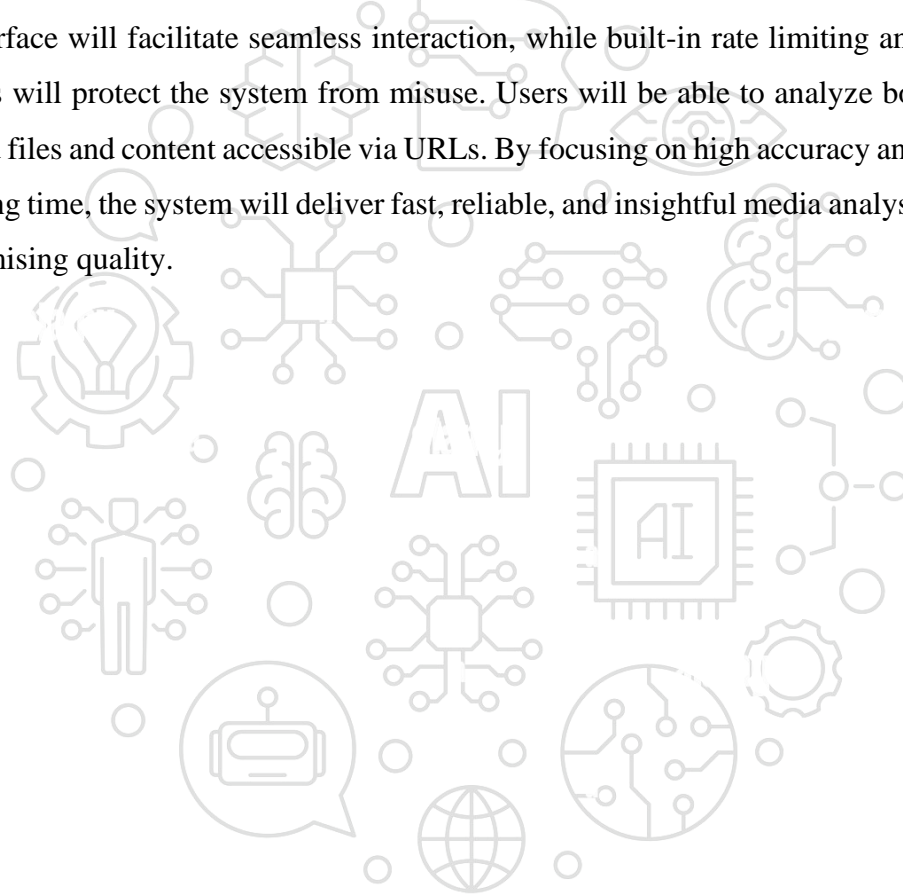 rface will facilitate seamless interaction, while built-in rate limiting an
s will protect the system from misuse. Users will be able to analyze bo
files and content accessible via URLs. By focusing on high accuracy an
ng time, the system will deliver fast, reliable, and insightful media analys
nising quality.
AI
AI